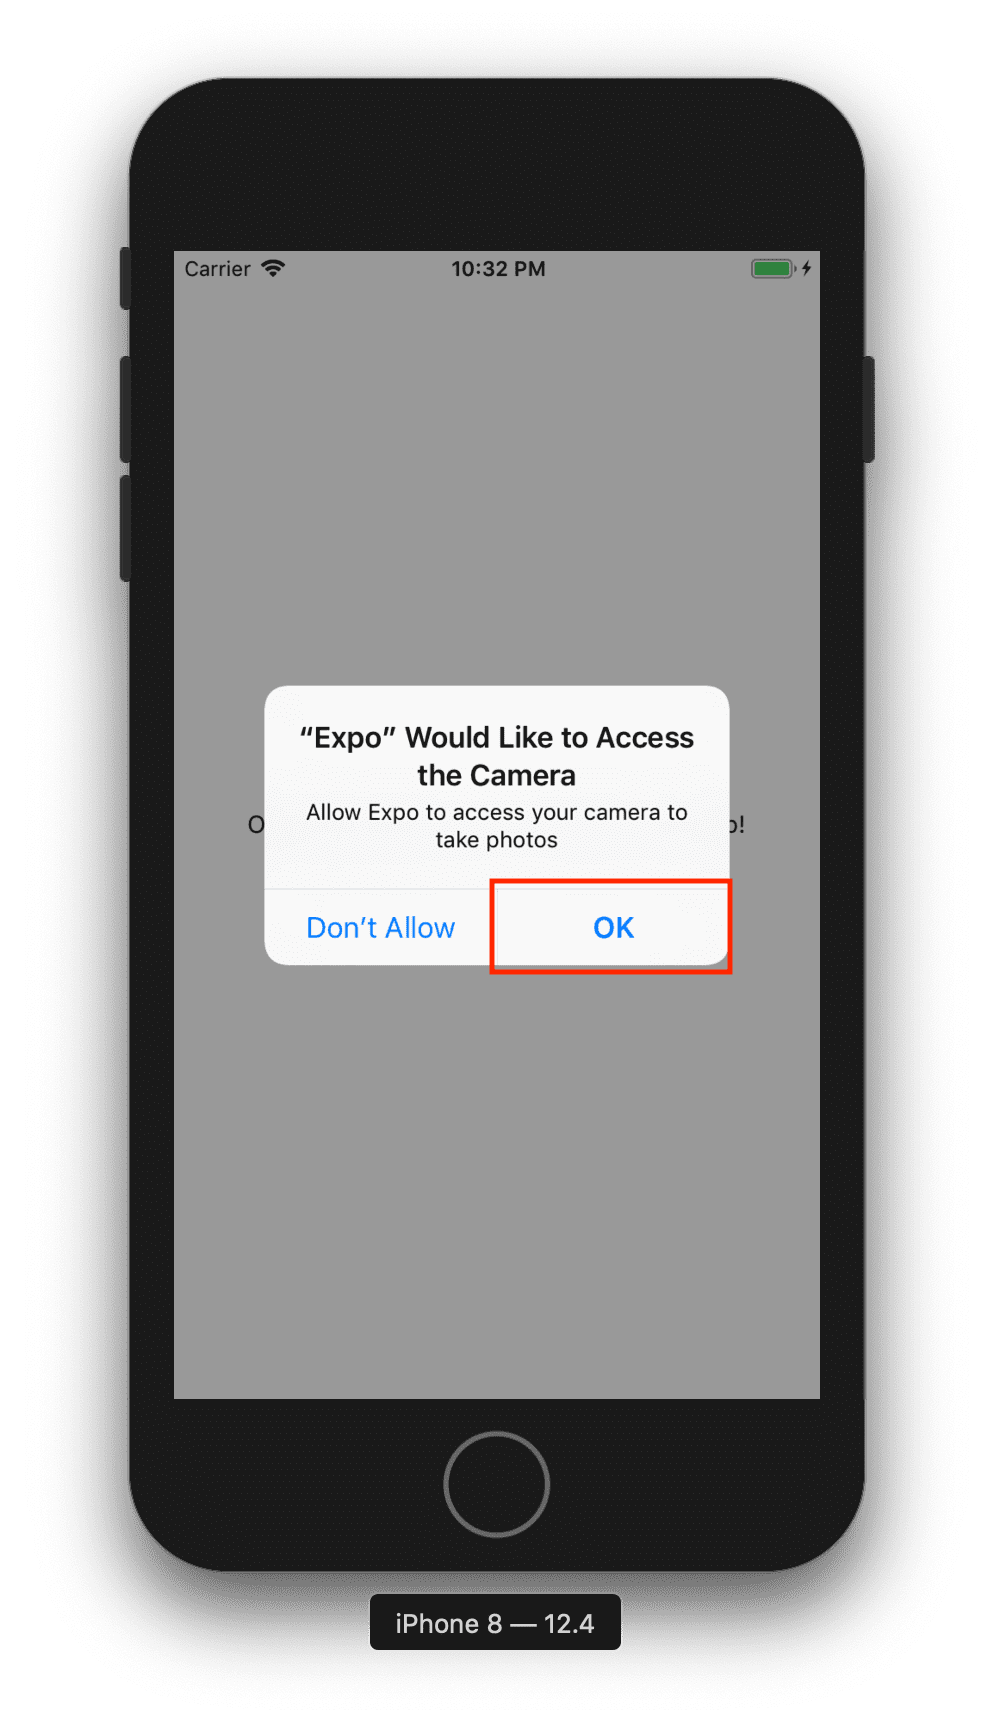 Carrier 10:32 PM
“Expo” Would Like to Access
the Camera
Allow Expo to access your camera to
take photos
Don’t Allow OK
iPhone 8 — 12.4